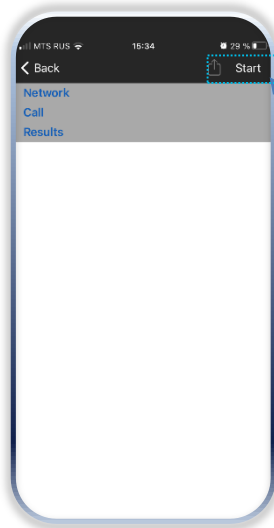 MTS RUS 15:34 29 %
Back Start
Network
Call
Results